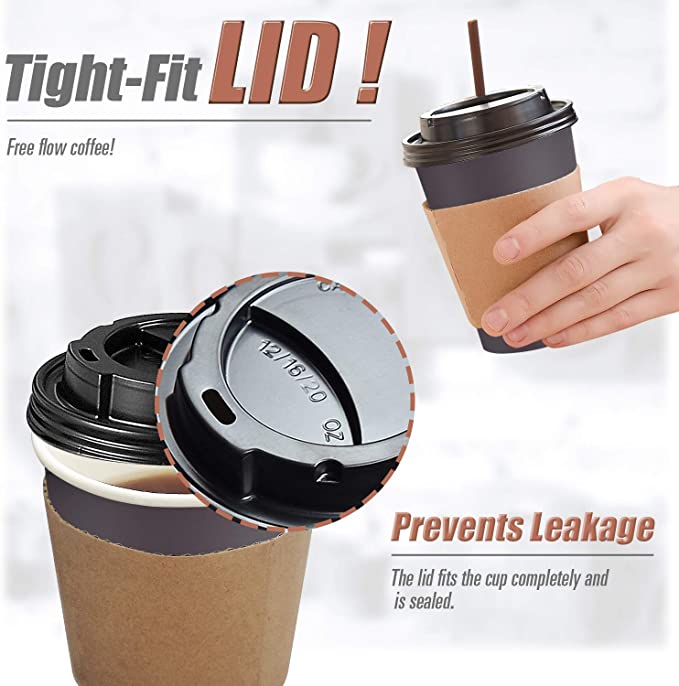 Tight-Fit LID !
Free flow coffee!
12/16/20 OZ
Prevents Leakage
The lid fits the cup completely and
is sealed.